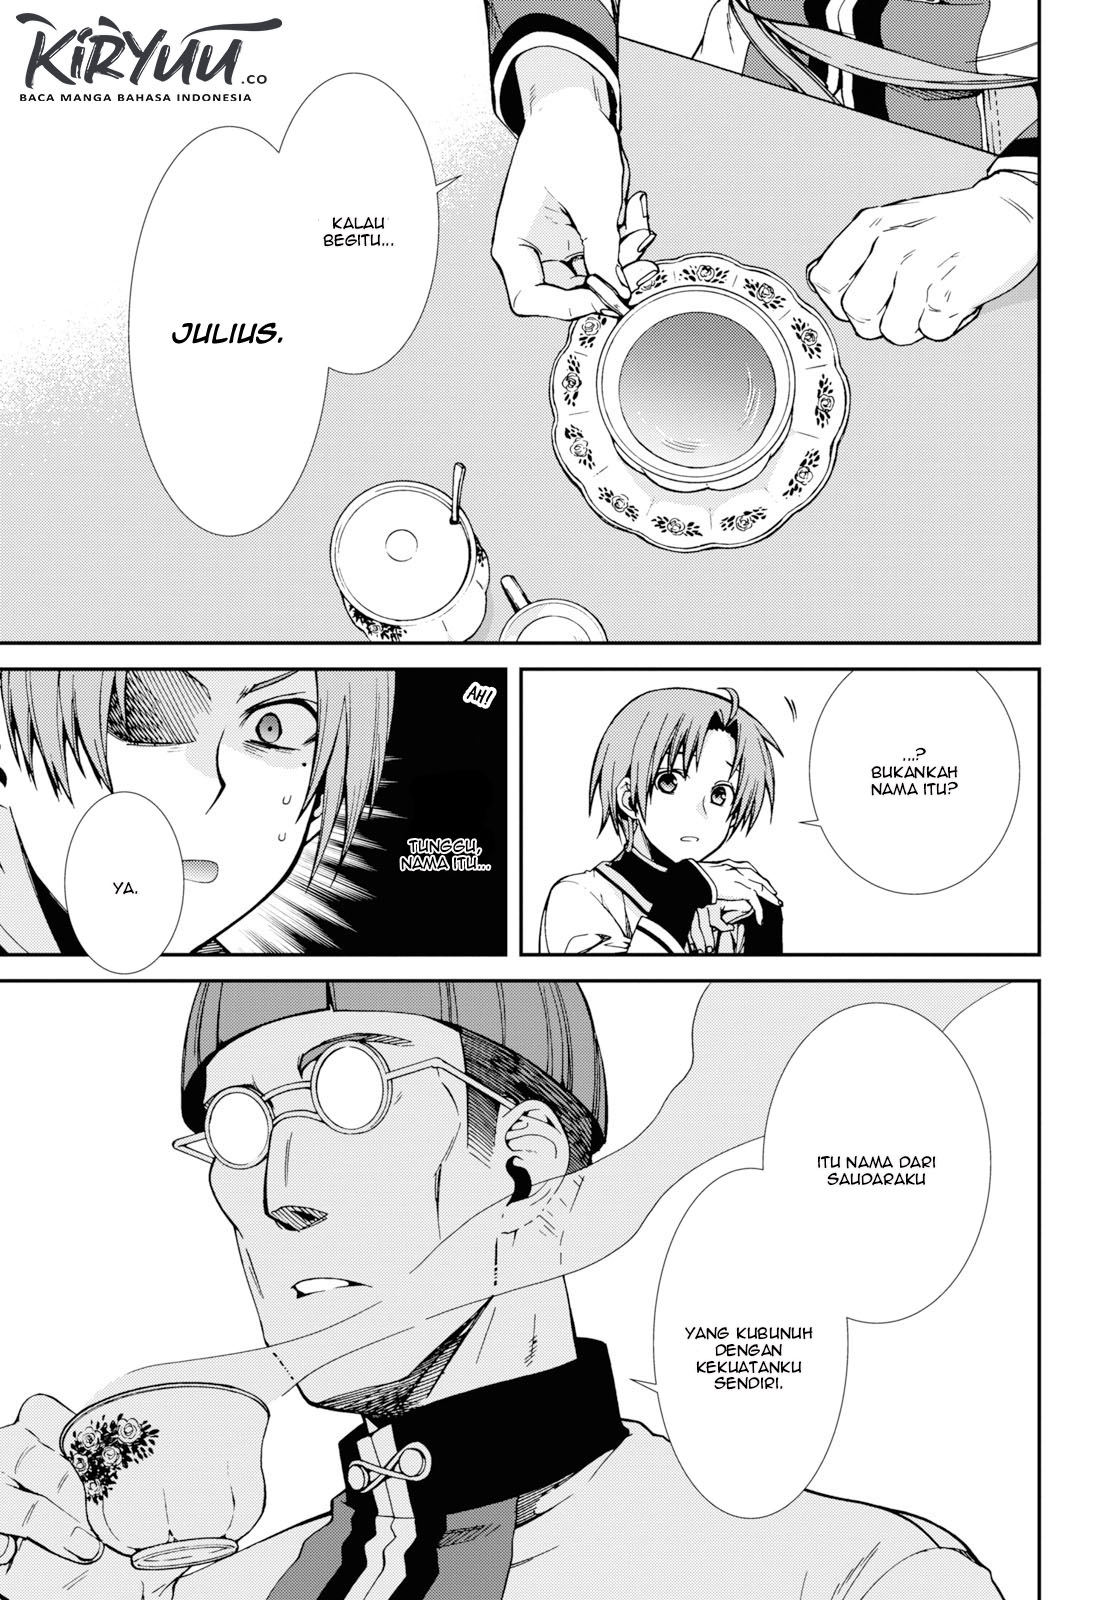 KIRYUU.CO
BACA MANGA BAHASA INDONESIA
KALAU
BEGITU...
JULIUS.
...?
BUKANKAH
NAMA ITU?
AH!
TUNGGU,
NAMA ITU...
YA.
ITU NAMA DARI
SAUDARAKU
YANG KUBUNUH
DENGAN
KEKUATANKU
SENDIRI.